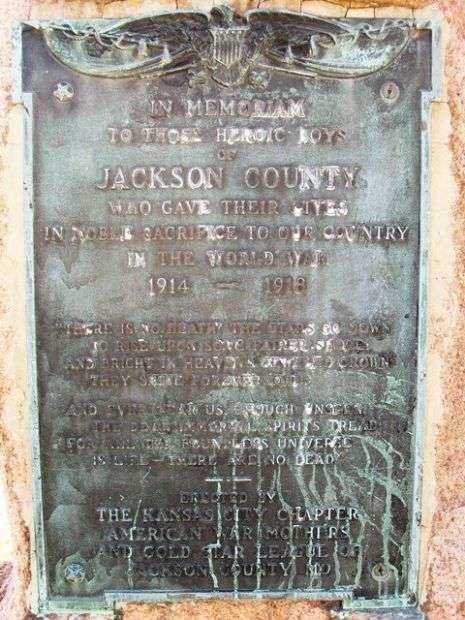 IN MEMORIAM
TO THOSE HEROIC BOYS
OF
JACKSON COUNTY
WHO GAVE THEIR LIVES
IN NOBLE SACRIFICE TO OUR COUNTRY
IN THE WORLD WAR
1914 — 1918
"THERE IS NO DEATH THE STARS GO DOWN
TO RISE UPON SOME
AND BRIGHT IN HEAVEN'S CROWN
THEY SHINE FOREVER MORE
AND EVER NEAR US, THOUGH UNSEEN
THE DEAR IMMORTAL SPIRITS TREAD
FOR ALL THE BOUNDLESS UNIVERSE
IS LIFE—THERE ARE NO DEAD"
ERECTED BY
THE KANSAS CITY CHAPTER
AMERICAN WAR MOTHERS
AND GOLD STAR LEAGUE OF
JACKSON COUNTY MO.